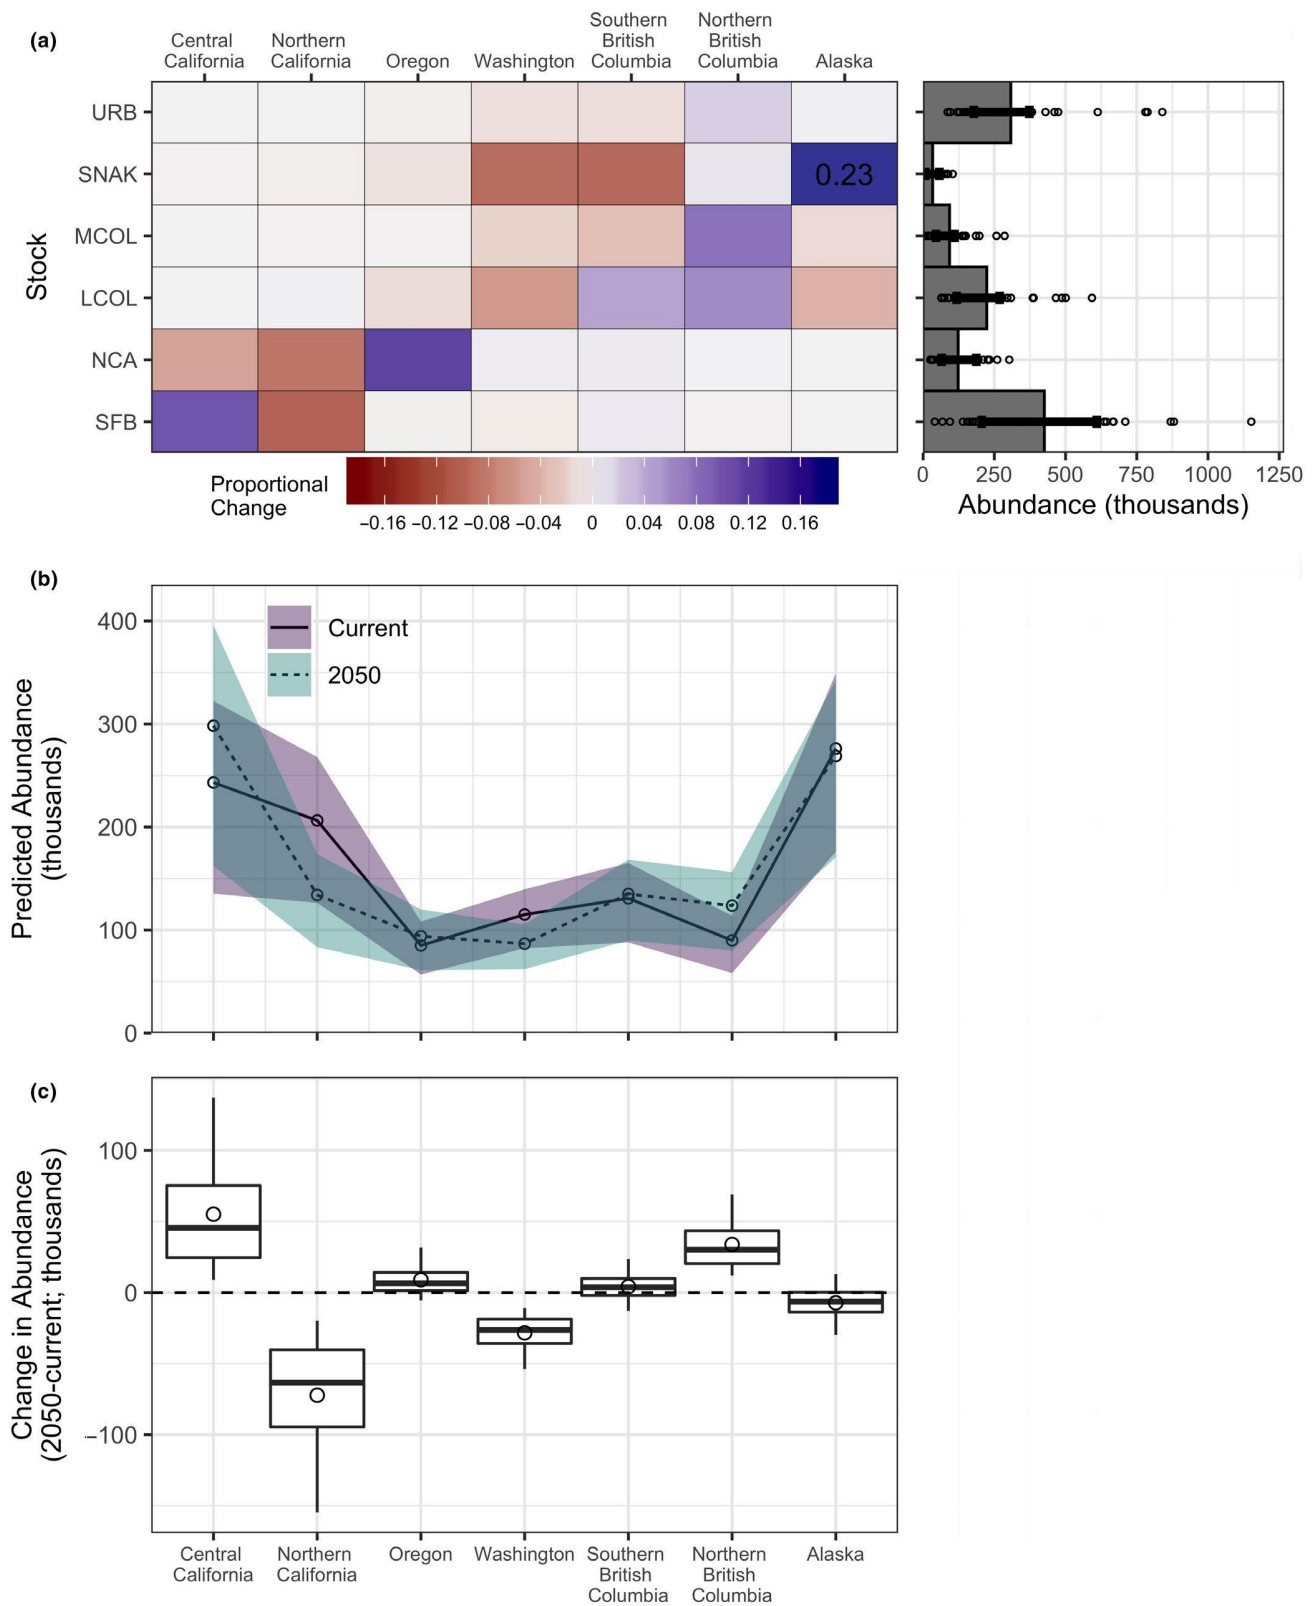 (a)
Central California
Northern California
Oregon
Washington
Southern British Columbia
Northern British Columbia
Alaska
Stock
URB
SNAK
MCOL
LCOL
NCA
SFB
0.23
Proportional Change
−0.16 −0.12 −0.08 −0.04 0 0.04 0.08 0.12 0.16
0 250 500 750 1000 1250
Abundance (thousands)
(b)
Predicted Abundance
(thousands)
400
300
200
100
0
Current
2050
(c)
Change in Abundance
(2050-current; thousands)
100
0
−100
Central California
Northern California
Oregon
Washington
Southern British Columbia
Northern British Columbia
Alaska